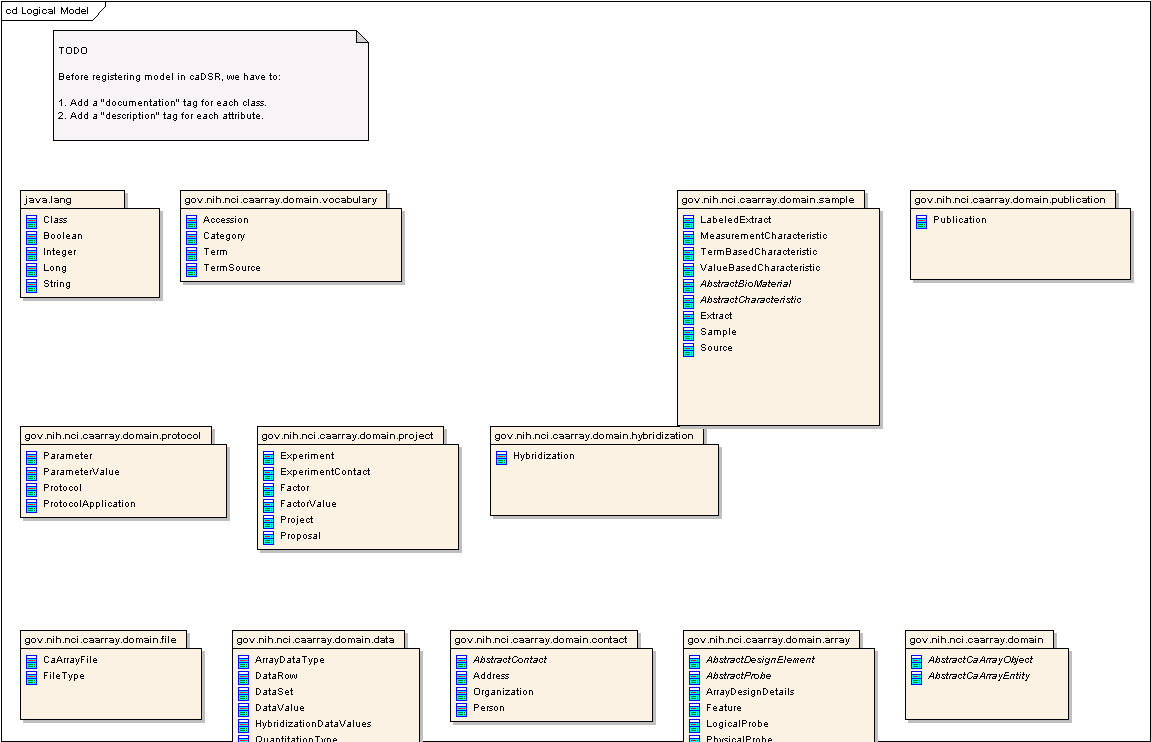 cd Logical Model
TODO
Before registering model in caDSR, we have to:
1. Add a "documentation" tag for each class.
2. Add a "description" tag for each attribute.
java.lang
Class
Boolean
Integer
Long
String
gov.nih.nci.caarray.domain.vocabulary
Accession
Category
Term
TermSource
gov.nih.nci.caarray.domain.sample
LabeledExtract
MeasurementCharacteristic
TermBasedCharacteristic
ValueBasedCharacteristic
AbstractBioMaterial
AbstractCharacteristic
Extract
Sample
Source
gov.nih.nci.caarray.domain.publication
Publication
gov.nih.nci.caarray.domain.protocol
Parameter
ParameterValue
Protocol
ProtocolApplication
gov.nih.nci.caarray.domain.project
Experiment
ExperimentContact
Factor
FactorValue
Project
Proposal
gov.nih.nci.caarray.domain.hybridization
Hybridization
gov.nih.nci.caarray.domain.file
CaArrayFile
FileType
gov.nih.nci.caarray.domain.data
ArrayDataType
DataRow
DataSet
DataValue
HybridizationDataValues
QuantitationType
gov.nih.nci.caarray.domain.contact
AbstractContact
Address
Organization
Person
gov.nih.nci.caarray.domain.array
AbstractDesignElement
AbstractProbe
ArrayDesignDetails
Feature
LogicalProbe
PhysicalProbe
gov.nih.nci.caarray.domain
AbstractCaArrayObject
AbstractCaArrayEntity